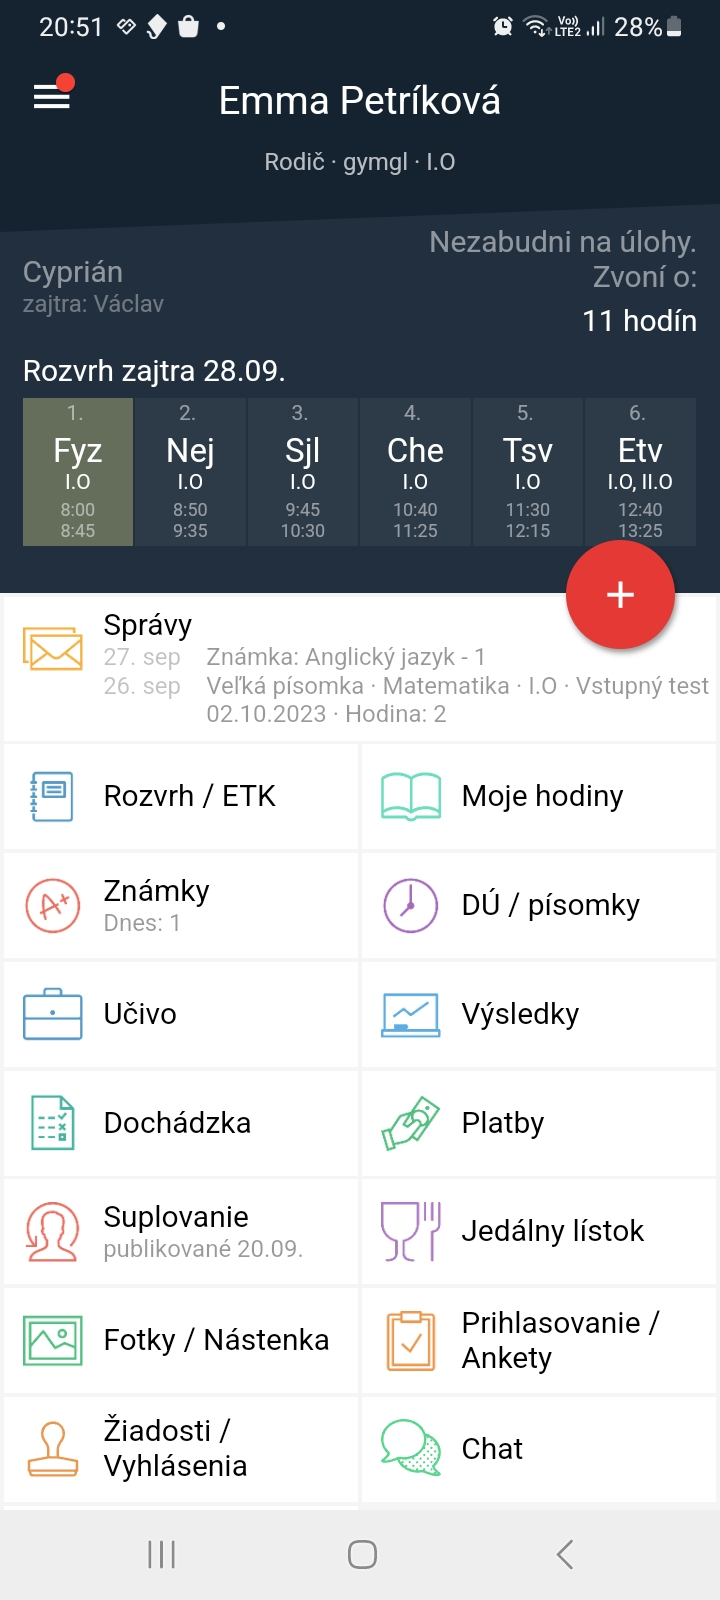 20:51
Vo))
LTE2
28%
Emma Petríková
Rodič · gymgl · I.O
Nezabudni na úlohy.
Zvoní o:
11 hodín
Cyprián
zajtra: Václav
Rozvrh zajtra 28.09.
1. 2. 3. 4. 5. 6.
Fyz Nej Sjl Che Tsv Etv
I.O I.O I.O I.O I.O I.O, II.O
8:00 8:50 9:45 10:40 11:30 12:40
8:45 9:35 10:30 11:25 12:15 13:25
+
Správy
27. sep Známka: Anglický jazyk - 1
26. sep Veľká písomka · Matematika · I.O · Vstupný test
02.10.2023 · Hodina: 2
Rozvrh / ETK
Moje hodiny
A+
Známky
Dnes: 1
DÚ / písomky
Učivo
Výsledky
Dochádzka
Platby
Suplovanie
publikované 20.09.
Jedálny lístok
Fotky / Nástenka
Prihlasovanie /
Ankety
Žiadosti /
Vyhlásenia
Chat